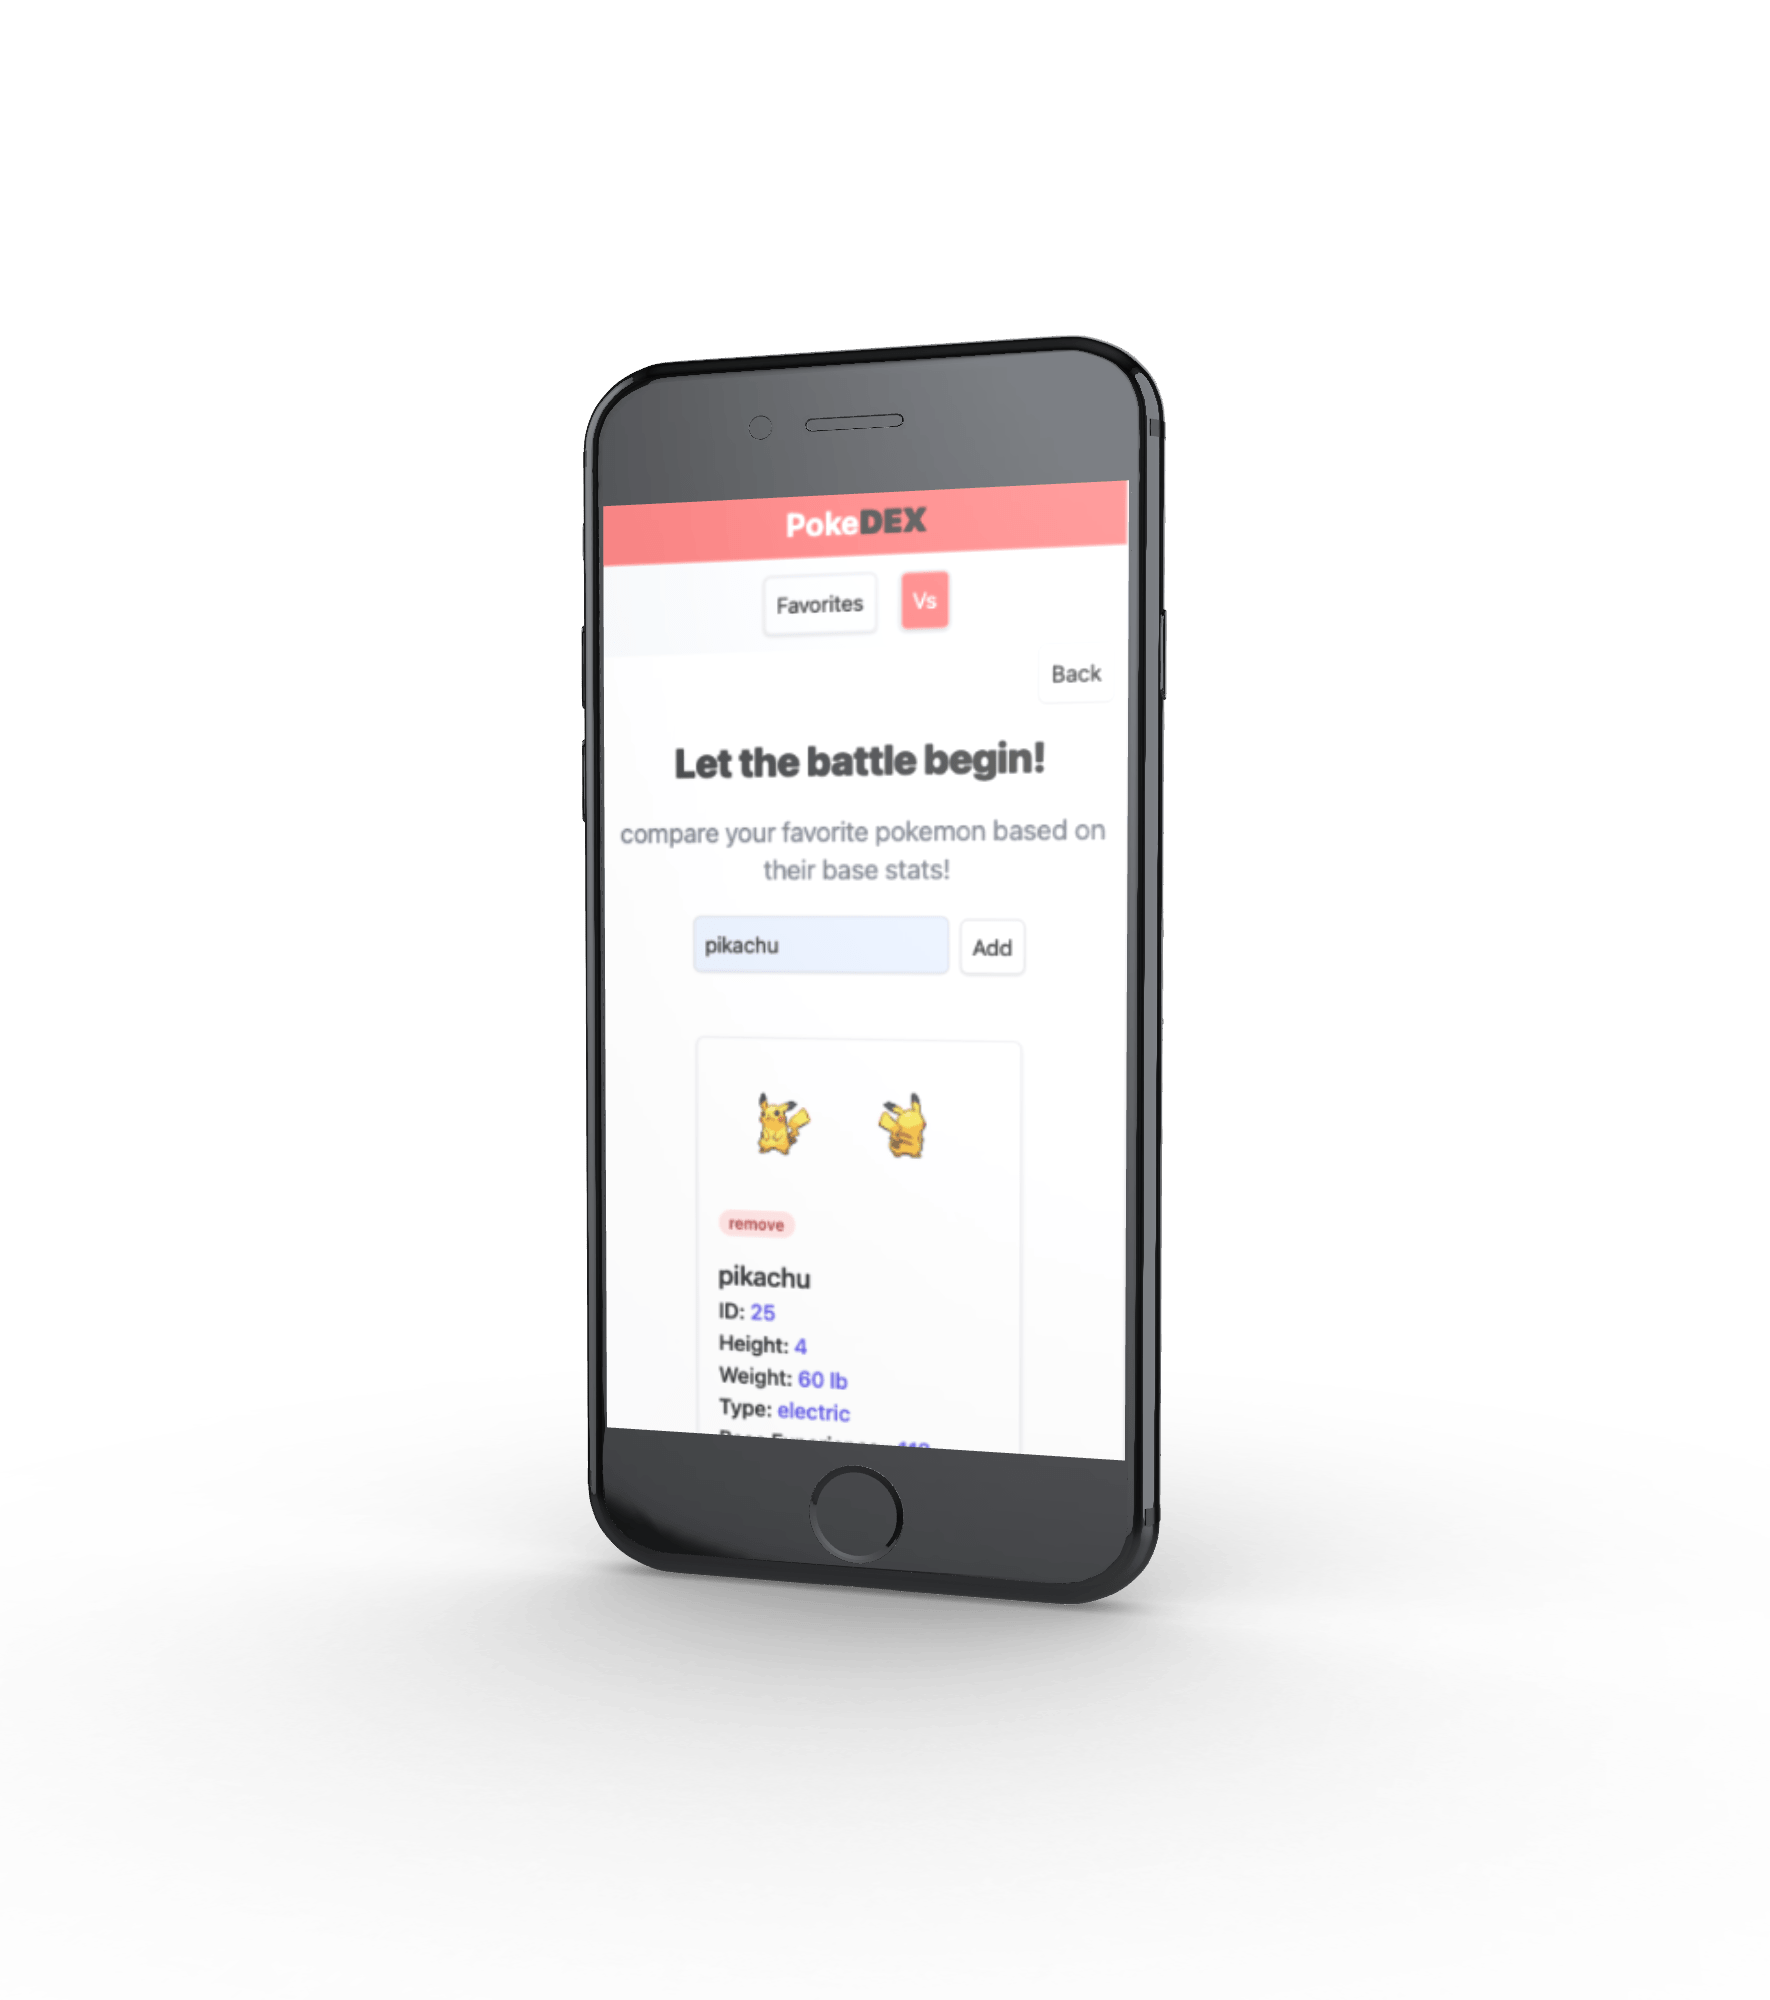 PokeDEX
Favorites Vs
Back
Let the battle begin!
compare your favorite pokemon based on
their base stats!
pikachu Add
remove
pikachu
ID: 25
Height: 4
Weight: 60 lb
Type: electric